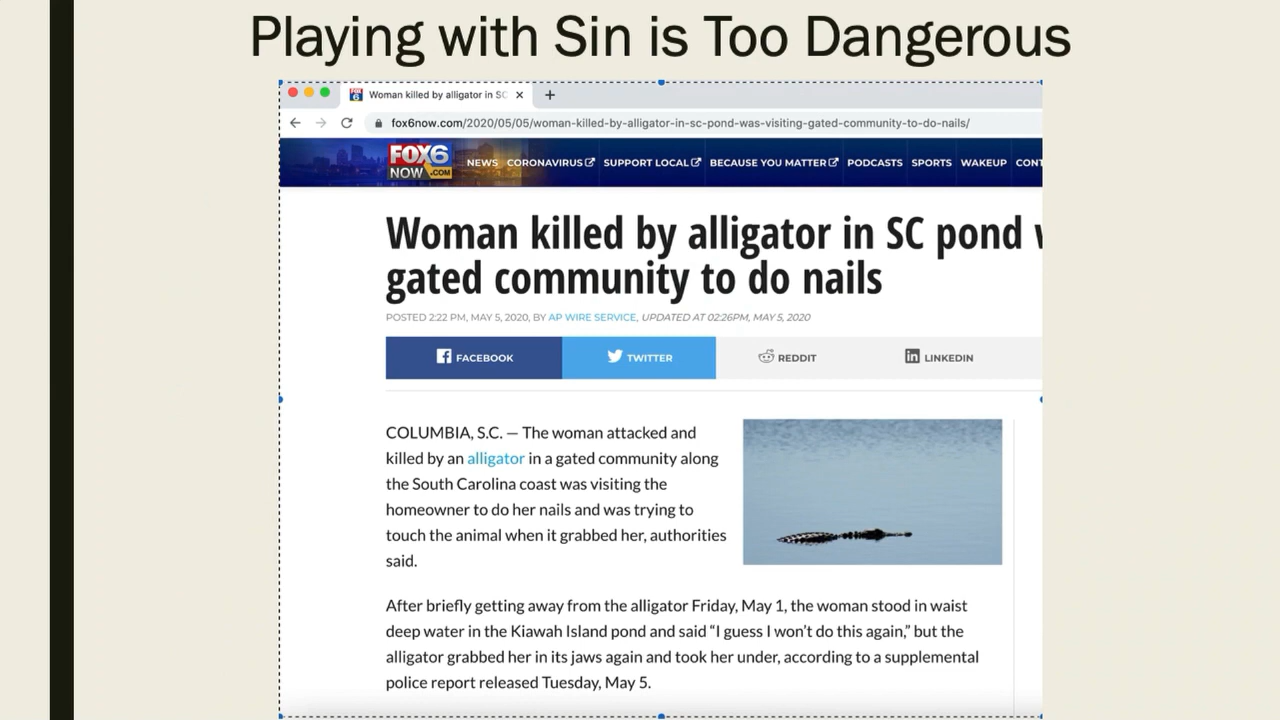 Playing with Sin is Too Dangerous
Woman killed by alligator in SC
fox6now.com/2020/05/05/woman-killed-by-alligator-in-sc-pond-was-visiting-gated-community-to-do-nails/
FOX6
NOW .COM
NEWS CORONAVIRUS SUPPORT LOCAL BECAUSE YOU MATTER PODCASTS SPORTS WAKEUP CONT
Woman killed by alligator in SC pond
gated community to do nails
POSTED 2:22 PM, MAY 5, 2020, BY AP WIRE SERVICE, UPDATED AT 02:26PM, MAY 5, 2020
FACEBOOK TWITTER REDDIT LINKEDIN
COLUMBIA, S.C. — The woman attacked and
killed by an alligator in a gated community along
the South Carolina coast was visiting the
homeowner to do her nails and was trying to
touch the animal when it grabbed her, authorities
said.
After briefly getting away from the alligator Friday, May 1, the woman stood in waist
deep water in the Kiawah Island pond and said “I guess I won’t do this again,” but the
alligator grabbed her in its jaws again and took her under, according to a supplemental
police report released Tuesday, May 5.